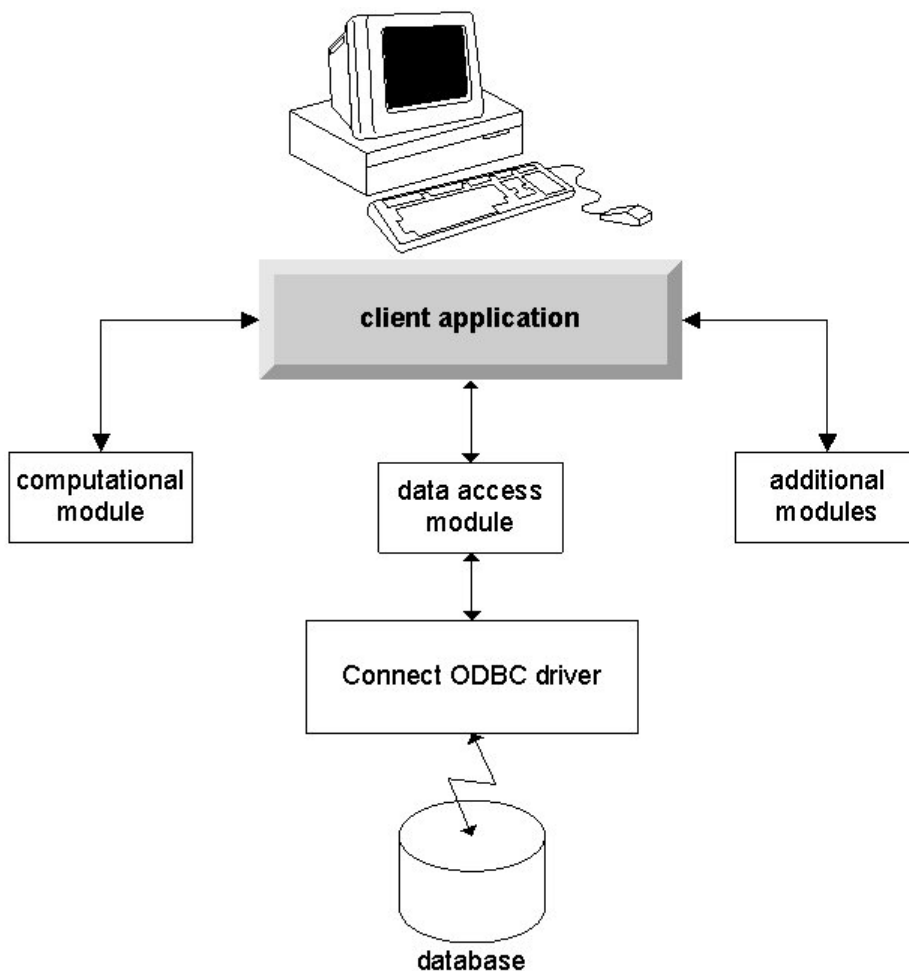 client application
computational
module
data access
module
additional
modules
Connect ODBC driver
database